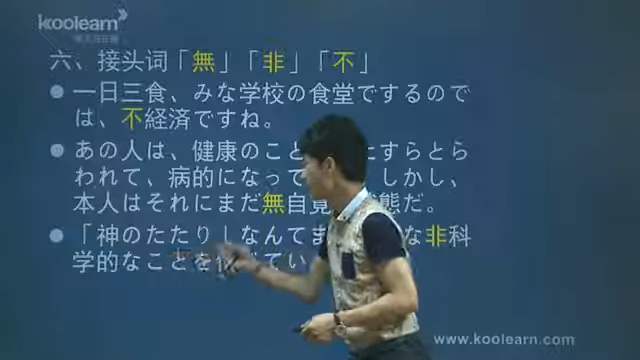 koolearn
六、接头词「無」「非」「不」
一日三食、みな学校の食堂でするので
は、不経済ですね。
あの人は、健康のこと すらとら
われて、病的になって しかし、
本人はそれにまだ無自覚 態だ。
「神のたたり」なんてま な非科
学的なことを てい
www.koolearn.com